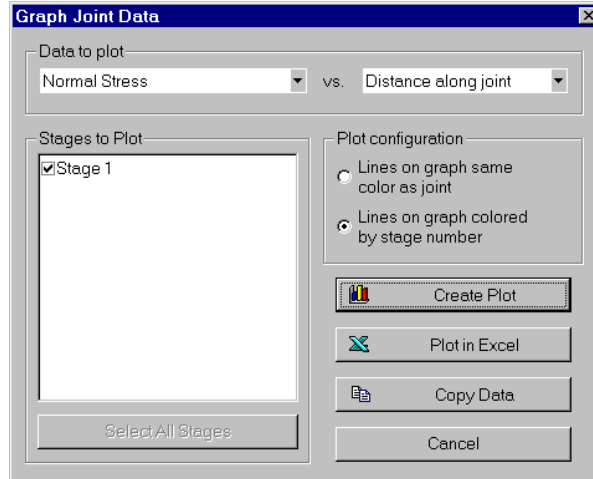 Graph Joint Data
Data to plot
Normal Stress vs. Distance along joint
Stages to Plot
Stage 1
Select All Stages
Plot configuration
Lines on graph same
color as joint
Lines on graph colored
by stage number
Create Plot
Plot in Excel
Copy Data
Cancel